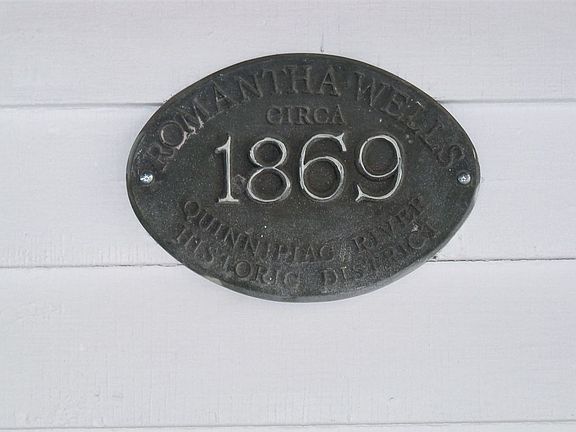 ROMANTHA WELLS
CIRCA
1869
QUINNIPIAC RIVER
HISTORIC DISTRICT